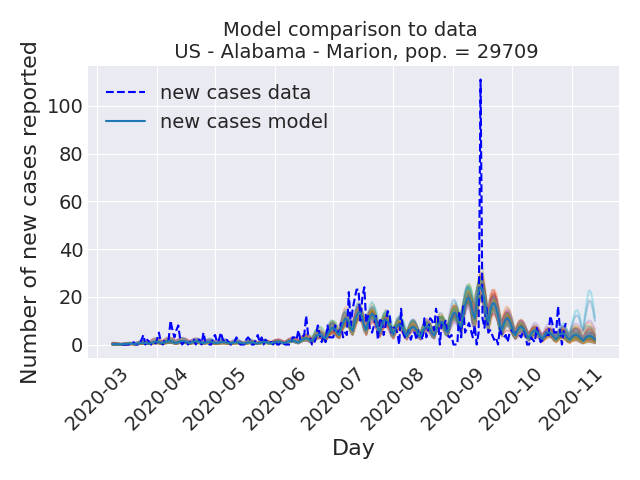 Model comparison to data
US - Alabama - Marion, pop. = 29709
Number of new cases reported
new cases data
new cases model
100
80
60
40
20
0
2020-03
2020-04
2020-05
2020-06
2020-07
2020-08
2020-09
2020-10
2020-11
Day